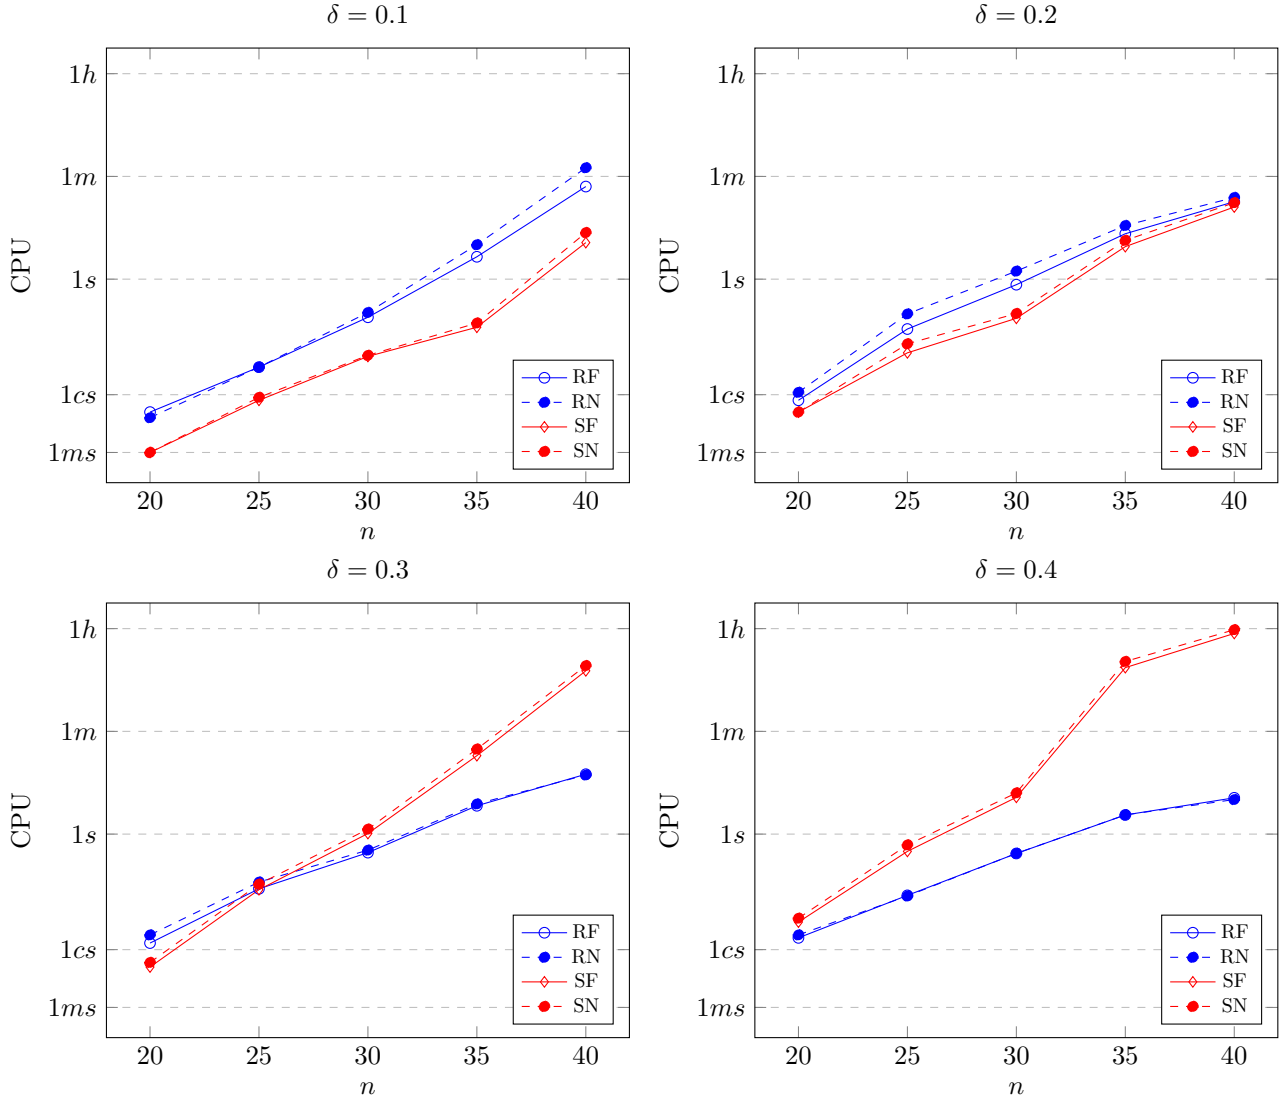 δ = 0.1
1h
1m
1s
1cs
1ms
CPU
RF
RN
SF
SN
20 25 30 35 40
n
δ = 0.2
1h
1m
1s
1cs
1ms
CPU
RF
RN
SF
SN
20 25 30 35 40
n
δ = 0.3
1h
1m
1s
1cs
1ms
CPU
RF
RN
SF
SN
20 25 30 35 40
n
δ = 0.4
1h
1m
1s
1cs
1ms
CPU
RF
RN
SF
SN
20 25 30 35 40
n